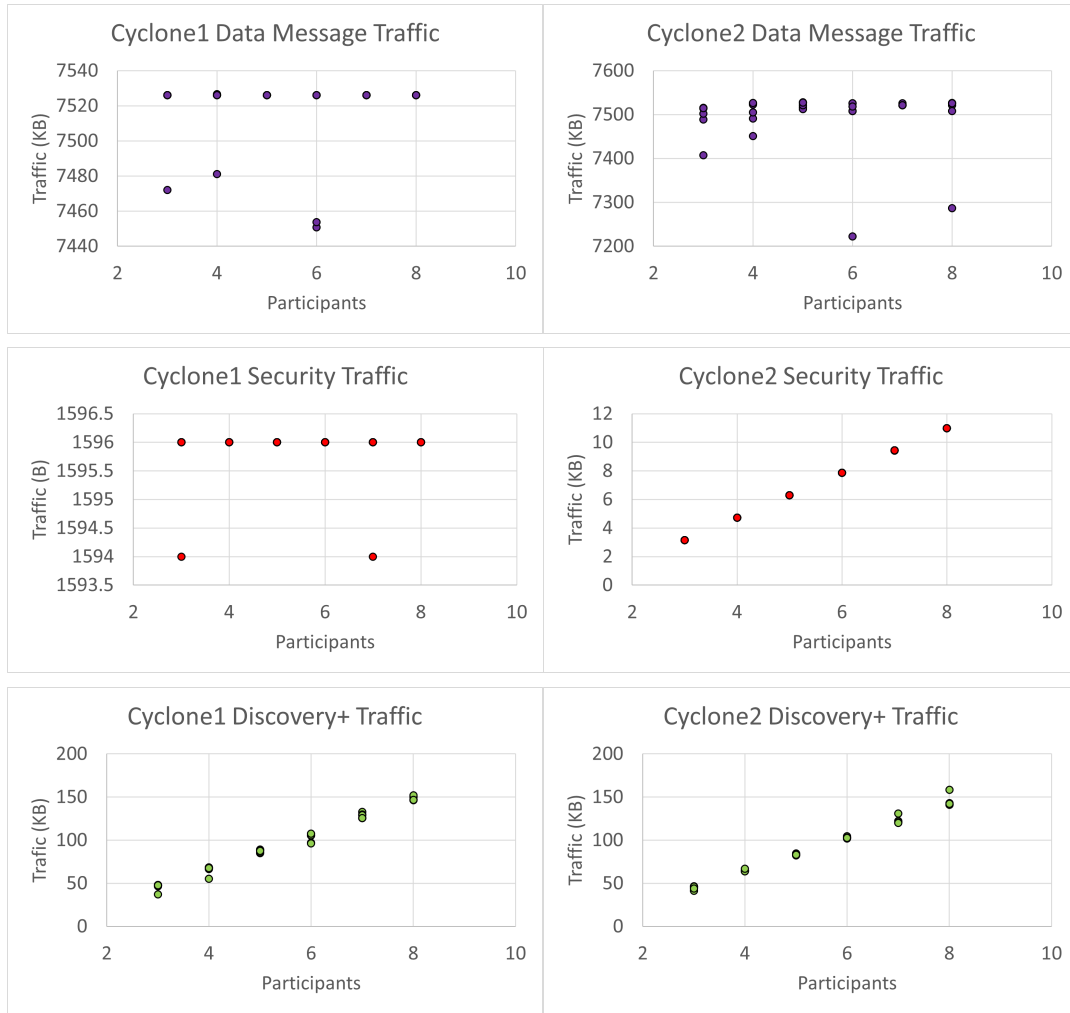 Cyclone1 Data Message Traffic
7540
7520
7500
7480
7460
7440
Traffic (KB)
2 4 6 8 10
Participants
Cyclone2 Data Message Traffic
7600
7500
7400
7300
7200
Traffic (KB)
2 4 6 8 10
Participants
Cyclone1 Security Traffic
1596.5
1596
1595.5
1595
1594.5
1594
1593.5
Traffic (B)
2 4 6 8 10
Participants
Cyclone2 Security Traffic
12
10
8
6
4
2
0
Traffic (KB)
2 4 6 8 10
Participants
Cyclone1 Discovery+ Traffic
200
150
100
50
0
Trafic (KB)
2 4 6 8 10
Participants
Cyclone2 Discovery+ Traffic
200
150
100
50
0
Traffic (KB)
2 4 6 8 10
Participants